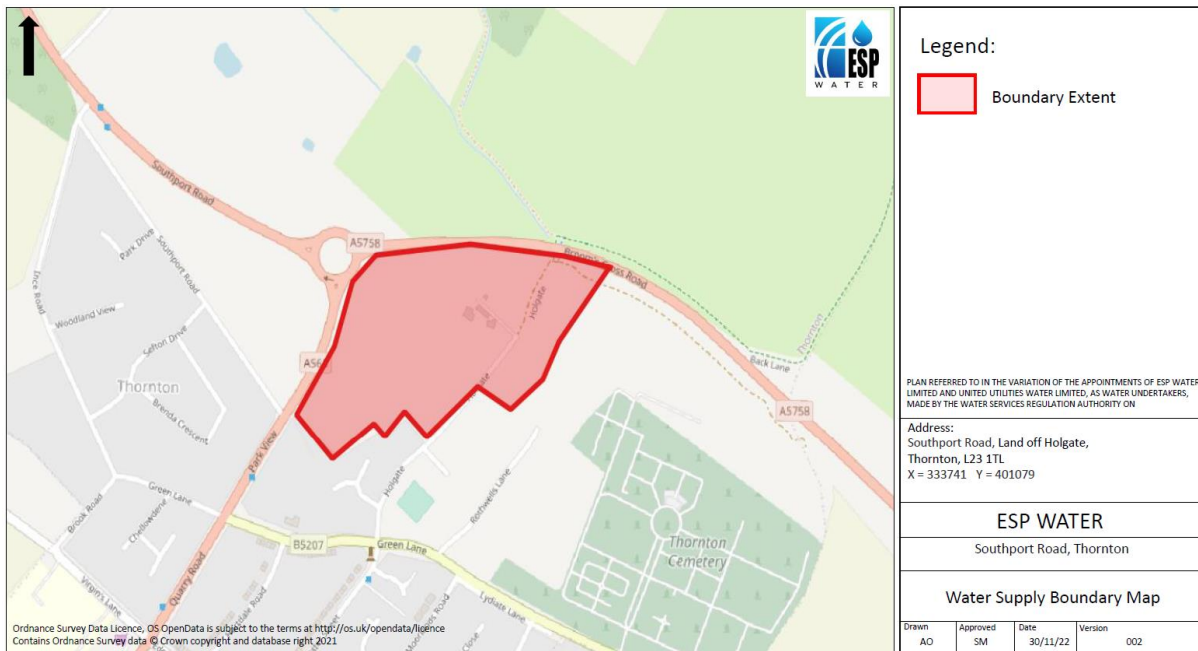 ESP
WATER
Southport Road
A5758
Park Drive
Southport Road
Ince Road
Woodland View
Sefton Drive
Thornton
Brenda Crescent
Holgate
Back Lane
Thornton
A5758
Park View
Holgate
Rothwells Lane
Green Lane
Brook Road
Chellowdene
B5207
Green Lane
Thornton
Cemetery
Quarry Road
Virgin's Lane
Lydiate Lane
Close
Ordnance Survey Data Licence, OS OpenData is subject to the terms at http://os.uk/opendata/licence
Contains Ordnance Survey data © Crown copyright and database right 2021
Legend:
Boundary Extent
PLAN REFERRED TO IN THE VARIATION OF THE APPOINTMENTS OF ESP WATER
LIMITED AND UNITED UTILITIES WATER LIMITED, AS WATER UNDERTAKERS,
MADE BY THE WATER SERVICES REGULATION AUTHORITY ON
Address:
Southport Road, Land off Holgate,
Thornton, L23 1TL
X = 333741 Y = 401079
ESP WATER
Southport Road, Thornton
Water Supply Boundary Map
Drawn Approved Date Version
AO SM 30/11/22 002